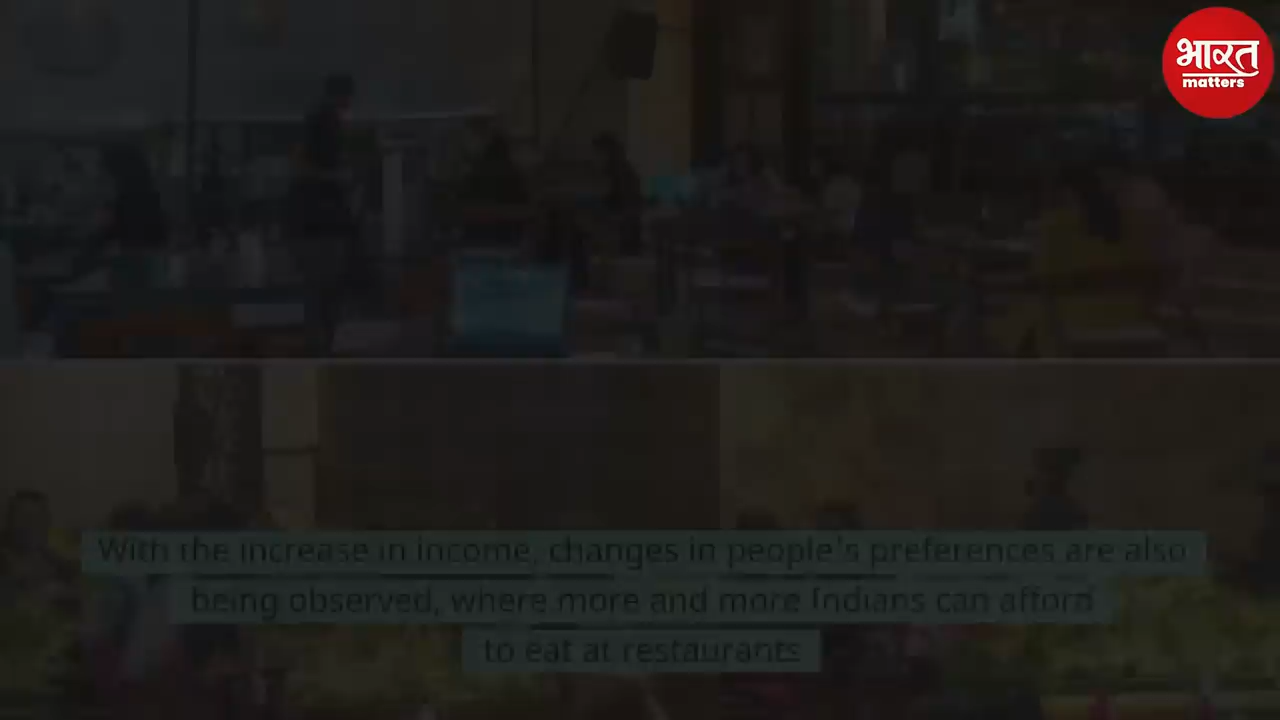 भारत
matters
With the increase in income, changes in people's preferences are also
being observed, where more and more Indians can afford
to eat at restaurants